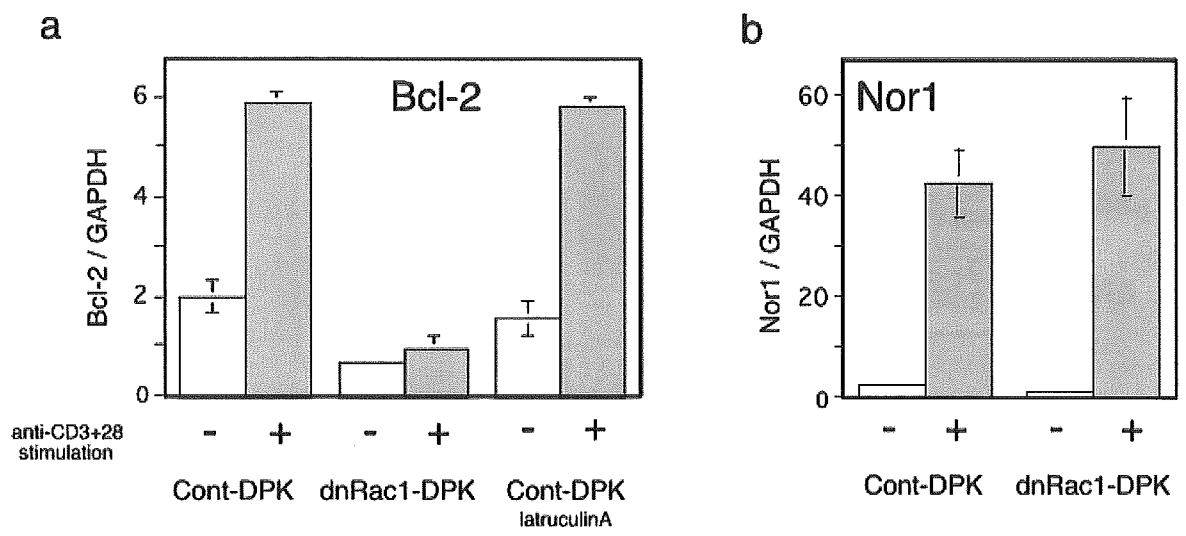 a
Bcl-2
Bcl-2 / GAPDH
6
4
2
0
anti-CD3+28
stimulation
- + - + - +
Cont-DPK dnRac1-DPK Cont-DPK
latruculinA
b
Nor1
Nor1 / GAPDH
60
40
20
0
- + - +
Cont-DPK dnRac1-DPK